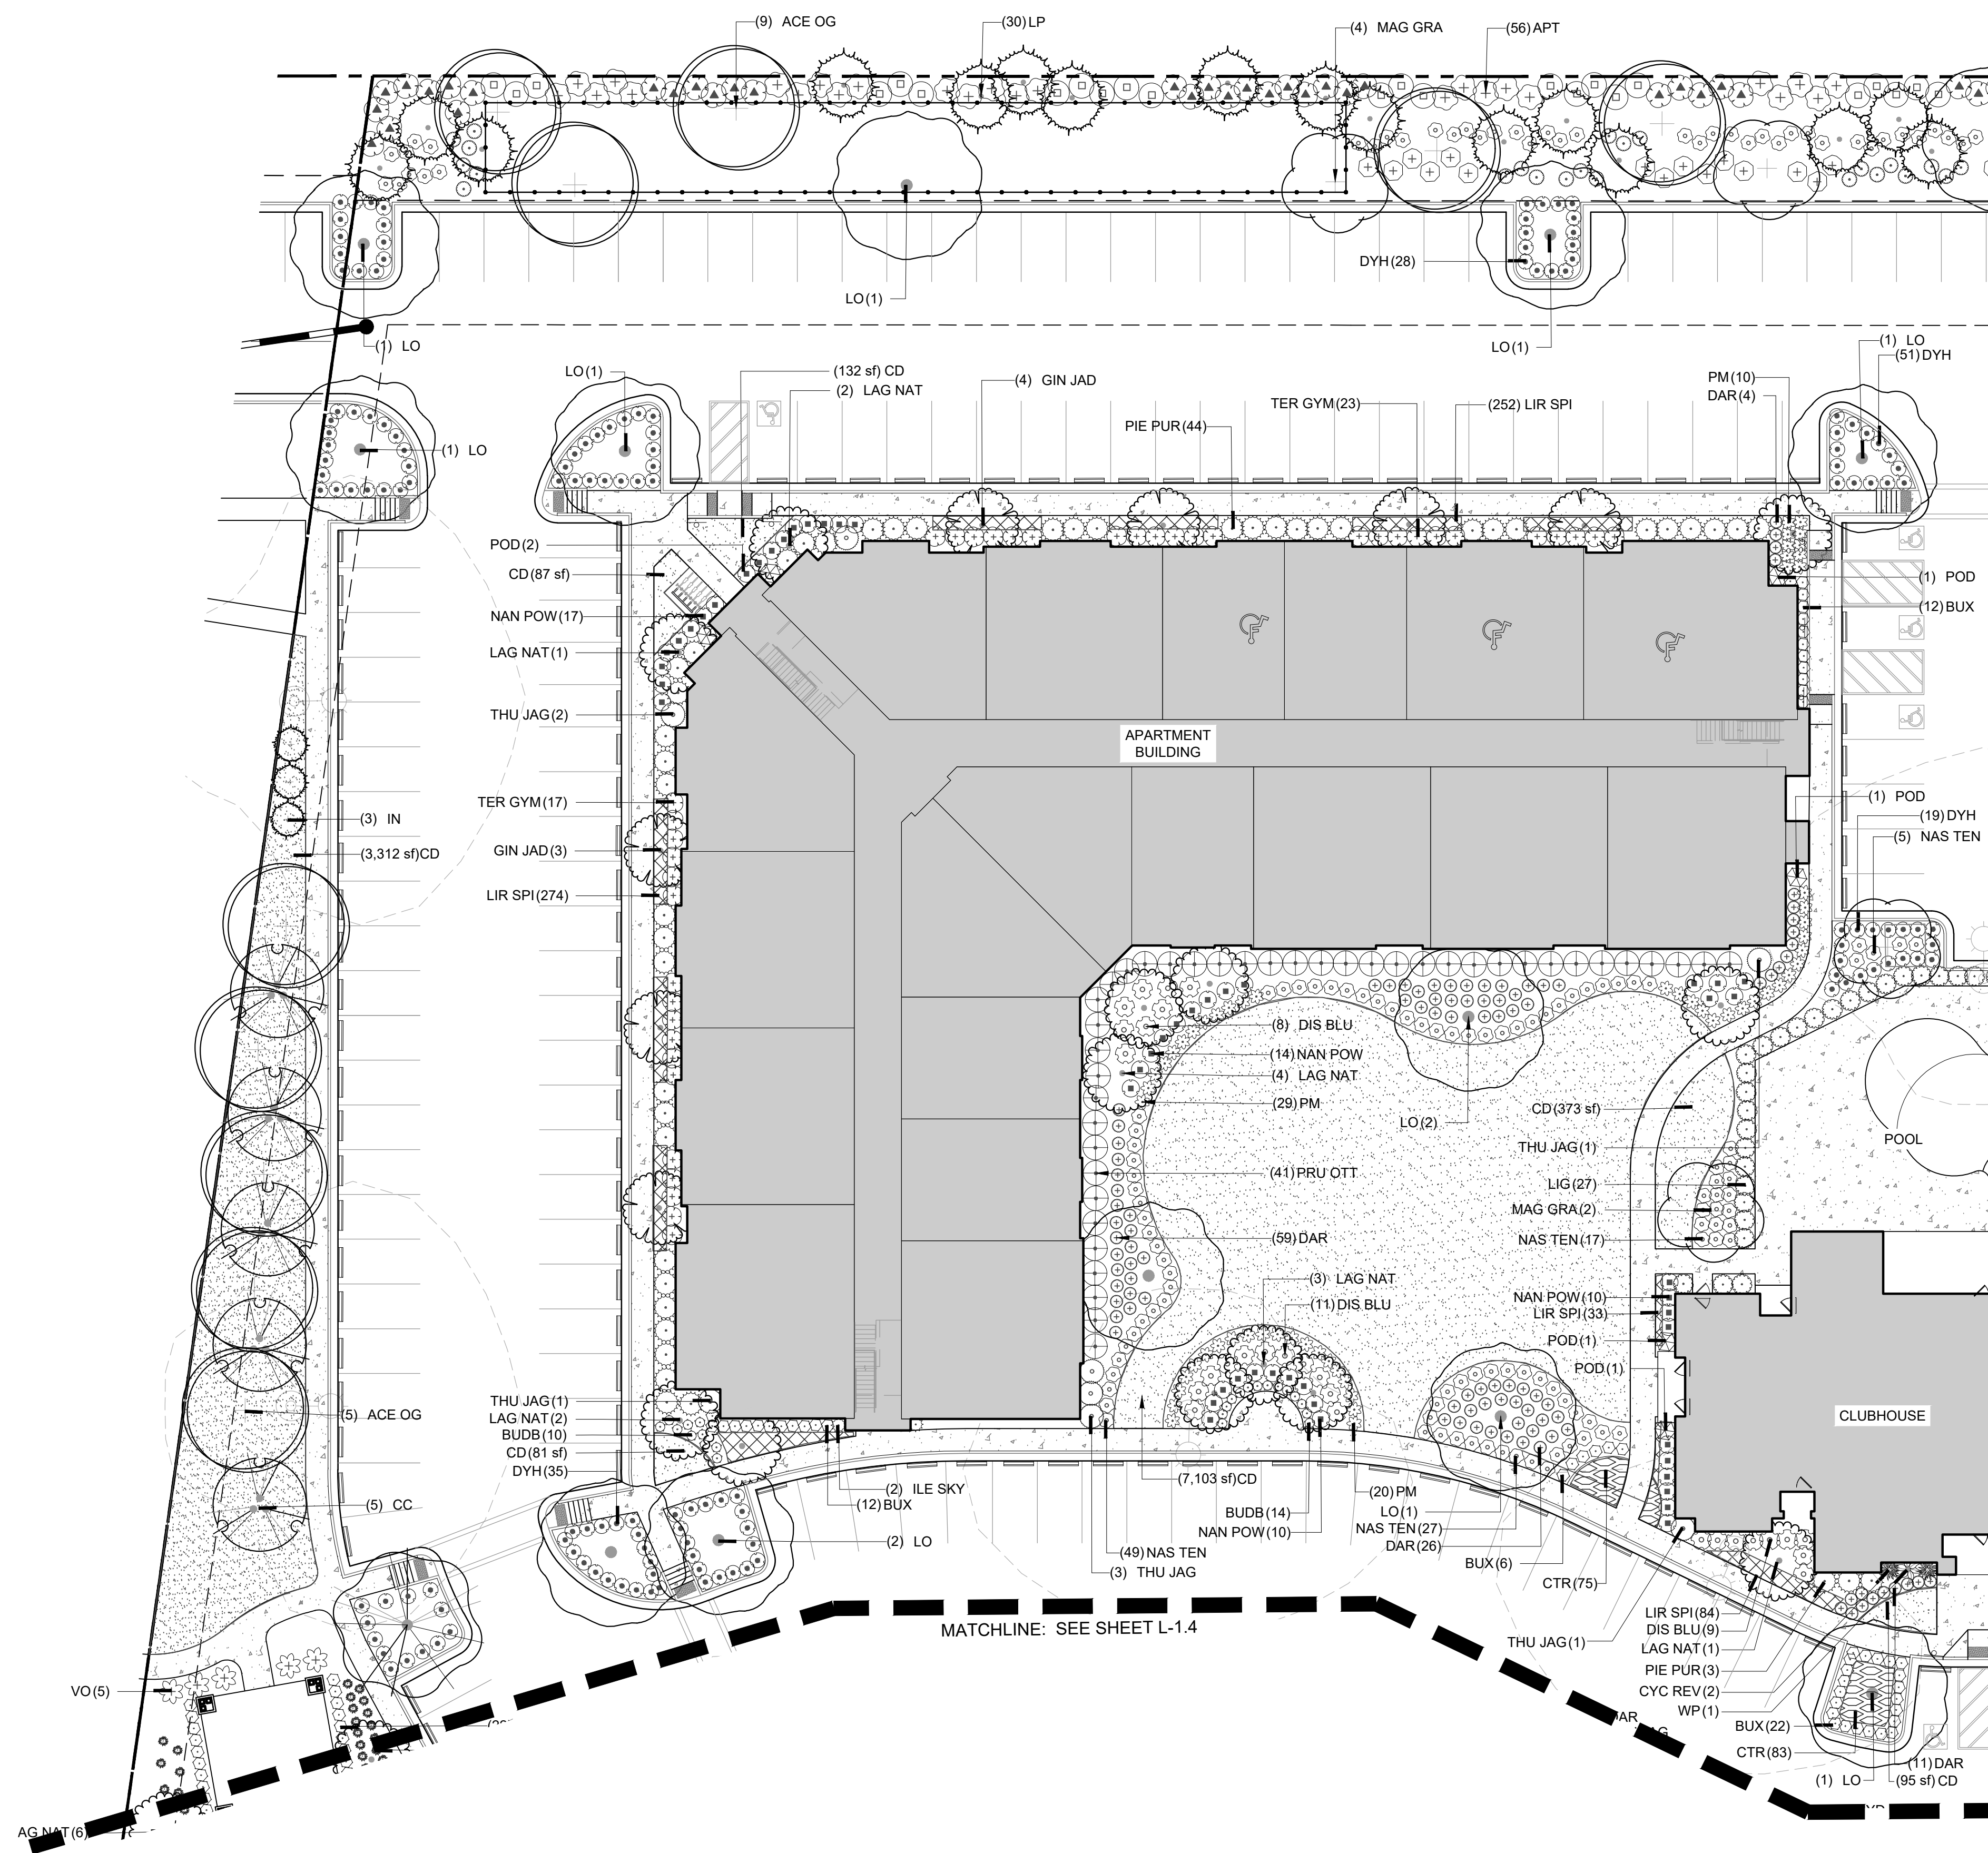 (9) ACE OG
(30) LP
(4) MAG GRA
(56) APT
DYH (28)
LO (1)
(1) LO
LO (1)
(1) LO
(51) DYH
LO (1)
(132 sf) CD
(2) LAG NAT
(4) GIN JAD
PM (10)
DAR (4)
TER GYM (23)
(252) LIR SPI
PIE PUR (44)
(1) LO
POD (2)
CD (87 sf)
(1) POD
NAN POW (17)
(12) BUX
LAG NAT (1)
THU JAG (2)
APARTMENT
BUILDING
TER GYM (17)
(1) POD
(3) IN
(19) DYH
(5) NAS TEN
GIN JAD (3)
(3,312 sf) CD
LIR SPI (274)
(8) DIS BLU
(14) NAN POW
(4) LAG NAT
(29) PM
CD (373 sf)
LO (2)
POOL
THU JAG (1)
(41) PRU OTT
LIG (27)
MAG GRA (2)
(59) DAR
NAS TEN (17)
(3) LAG NAT
(11) DIS BLU
NAN POW (10)
LIR SPI (33)
POD (1)
POD (1)
THU JAG (1)
LAG NAT (2)
BUDB (10)
CD (81 sf)
DYH (35)
(5) ACE OG
CLUBHOUSE
(7,103 sf) CD
(2) ILE SKY
(12) BUX
(5) CC
(20) PM
BUDB (14)
NAN POW (10)
LO (1)
NAS TEN (27)
DAR (26)
BUX (6)
CTR (75)
(2) LO
(49) NAS TEN
(3) THU JAG
MATCHLINE: SEE SHEET L-1.4
LIR SPI (84)
DIS BLU (9)
THU JAG (1)
LAG NAT (1)
PIE PUR (3)
CYC REV (2)
WP (1)
VO (5)
BUX (22)
CTR (83)
(11) DAR
(1) LO
(95 sf) CD
AG NAT (6)